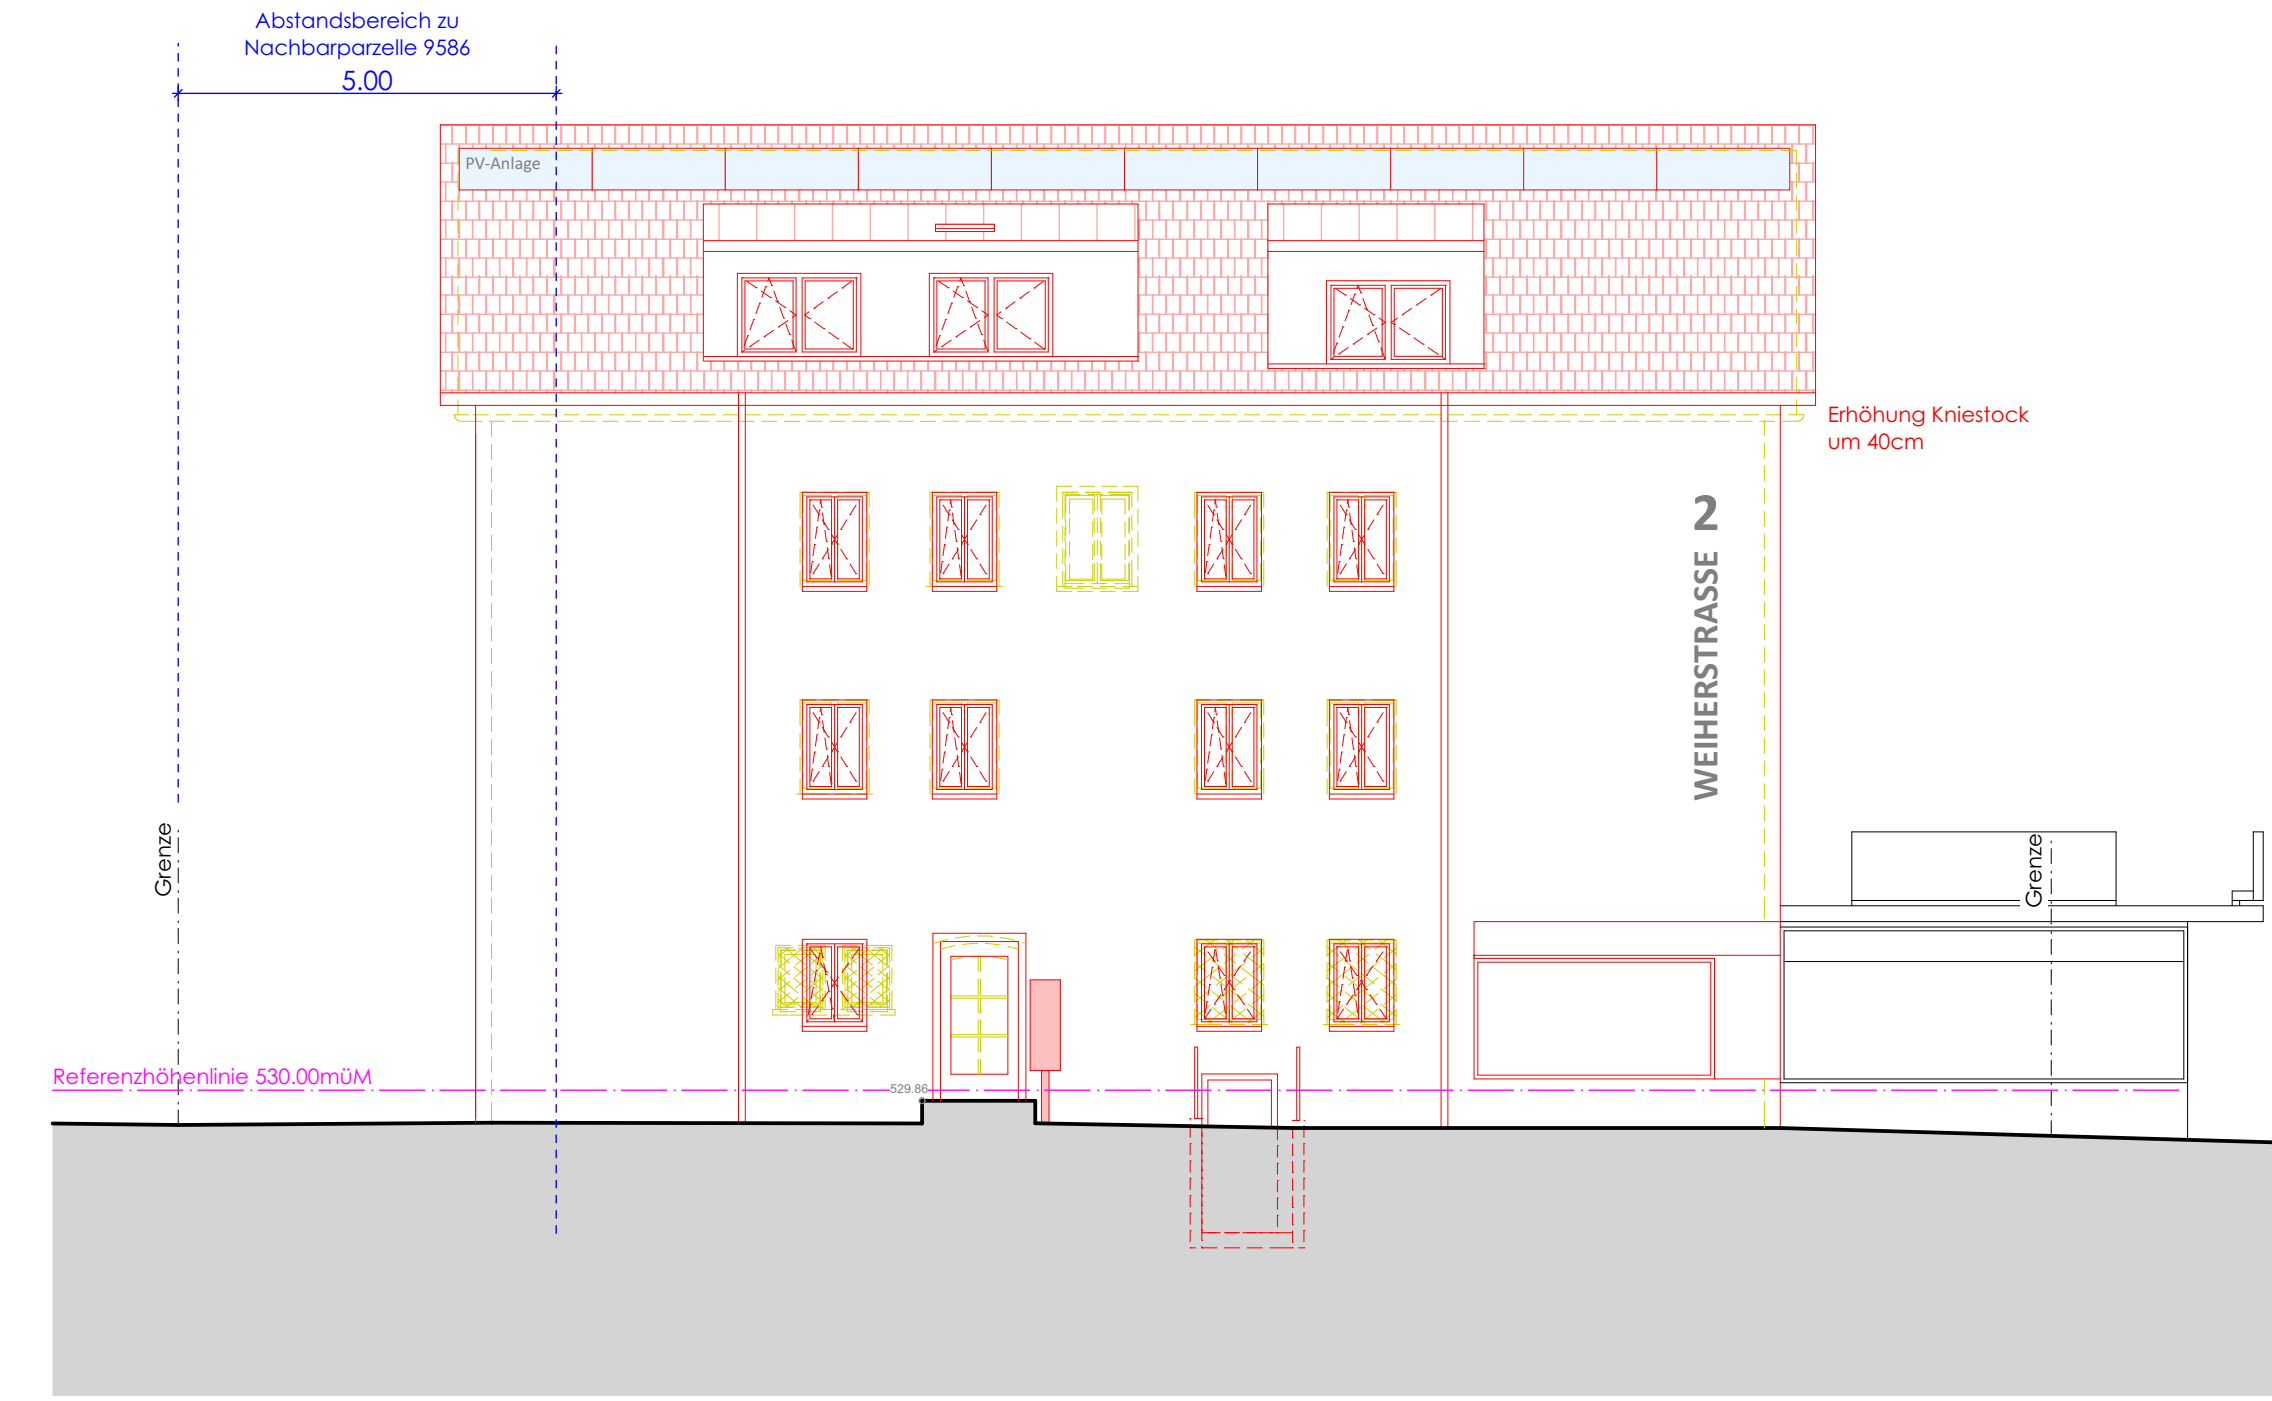 Abstandsbereich zu
Nachbarparzelle 9586
5.00
PV-Anlage
Erhöhung Kniestock
um 40cm
WEIHERSTRASSE 2
Grenze
Grenze
Referenzhöhenlinie 530.00müM
529.86